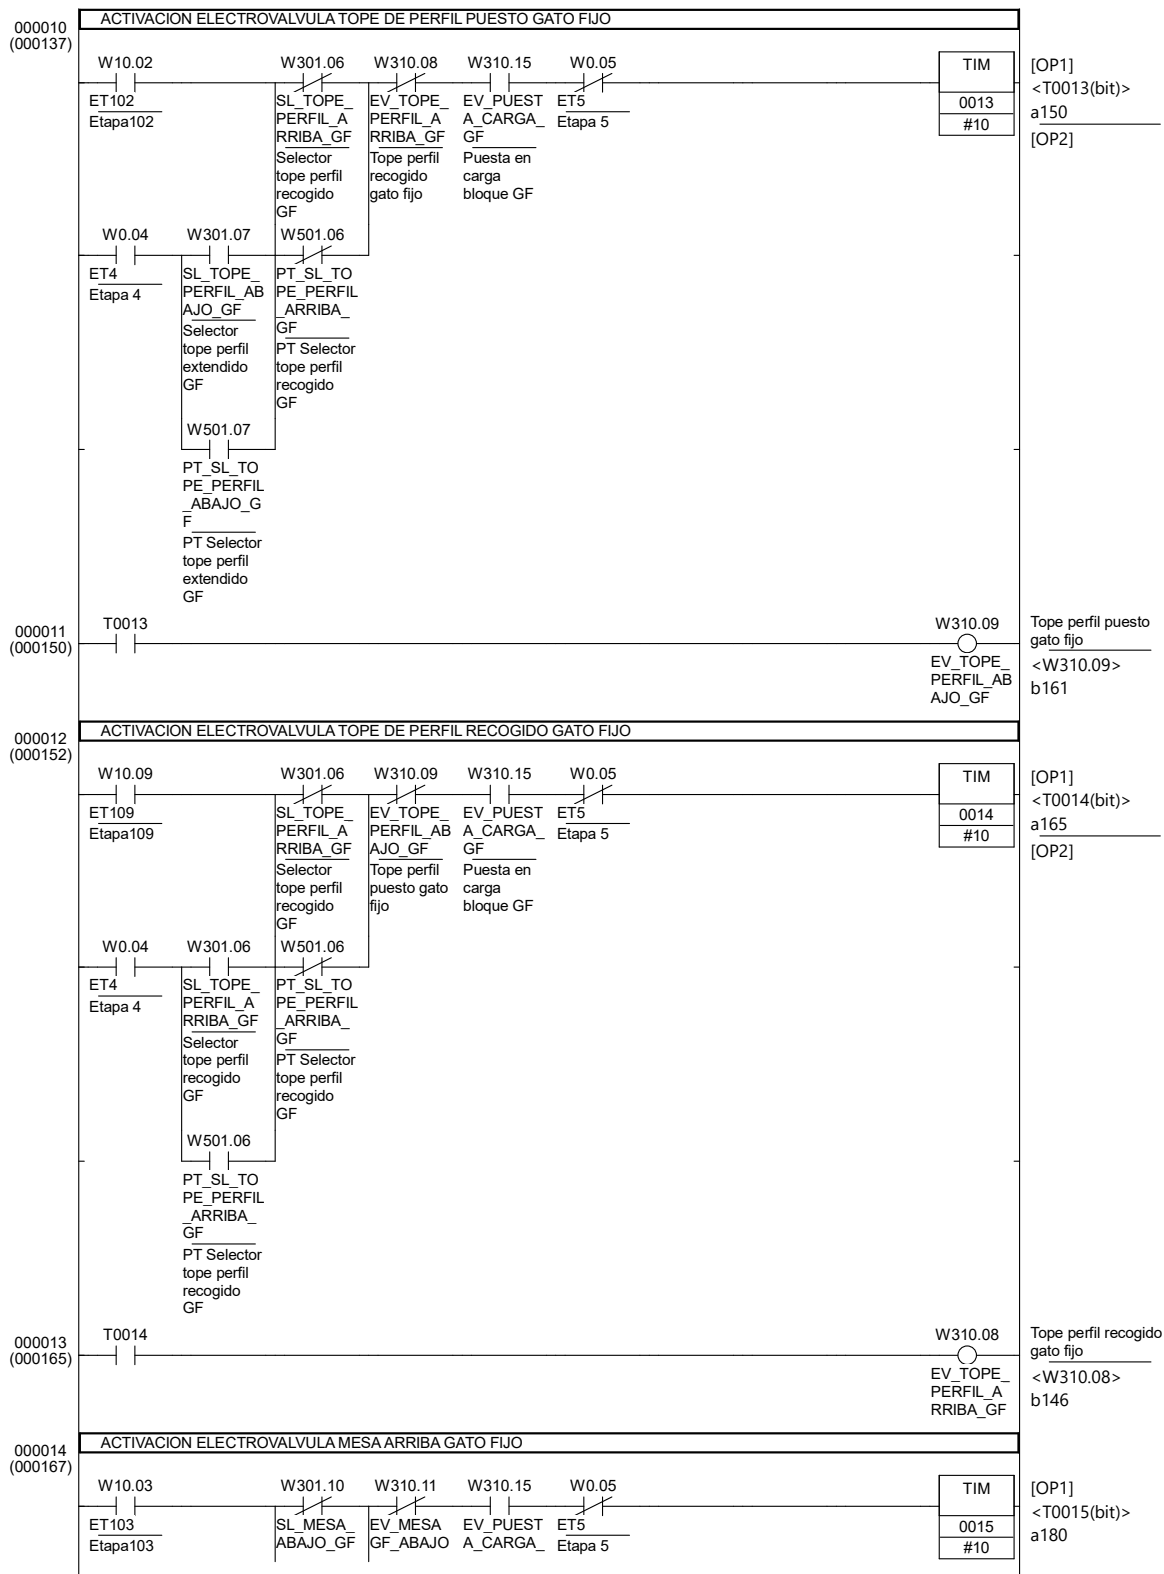 000010
(000137)
ACTIVACION ELECTROVALVULA TOPE DE PERFIL PUESTO GATO FIJO
W10.02
W301.06
W310.08
W310.15
W0.05
TIM
[OP1]
ET102
Etapa102
SL_TOPE_
PERFIL_A
RRIBA_GF
Selector
tope perfil
recogido
GF
EV_TOPE_
PERFIL_A
RRIBA_GF
Tope perfil
recogido
gato fijo
EV_PUEST
A_CARGA_
GF
Puesta en
carga
bloque GF
ET5
Etapa 5
0013
#10
<T0013(bit)>
a150
[OP2]
W0.04
W301.07
W501.06
ET4
Etapa 4
SL_TOPE_
PERFIL_AB
AJO_GF
Selector
tope perfil
extendido
GF
PT_SL_TO
PE_PERFIL
_ARRIBA_
GF
PT Selector
tope perfil
recogido
GF
W501.07
PT_SL_TO
PE_PERFIL
_ABAJO_G
F
PT Selector
tope perfil
extendido
GF
000011
(000150)
T0013
W310.09
EV_TOPE_
PERFIL_AB
AJO_GF
Tope perfil puesto
gato fijo
<W310.09>
b161
000012
(000152)
ACTIVACION ELECTROVALVULA TOPE DE PERFIL RECOGIDO GATO FIJO
W10.09
W301.06
W310.09
W310.15
W0.05
TIM
[OP1]
ET109
Etapa109
SL_TOPE_
PERFIL_A
RRIBA_GF
Selector
tope perfil
recogido
GF
EV_TOPE_
PERFIL_AB
AJO_GF
Tope perfil
puesto gato
fijo
EV_PUEST
A_CARGA_
GF
Puesta en
carga
bloque GF
ET5
Etapa 5
0014
#10
<T0014(bit)>
a165
[OP2]
W0.04
W301.06
W501.06
ET4
Etapa 4
SL_TOPE_
PERFIL_A
RRIBA_GF
Selector
tope perfil
recogido
GF
PT_SL_TO
PE_PERFIL
_ARRIBA_
GF
PT Selector
tope perfil
recogido
GF
W501.06
PT_SL_TO
PE_PERFIL
_ARRIBA_
GF
PT Selector
tope perfil
recogido
GF
000013
(000165)
T0014
W310.08
EV_TOPE_
PERFIL_A
RRIBA_GF
Tope perfil recogido
gato fijo
<W310.08>
b146
000014
(000167)
ACTIVACION ELECTROVALVULA MESA ARRIBA GATO FIJO
W10.03
W301.10
W310.11
W310.15
W0.05
TIM
[OP1]
ET103
Etapa103
SL_MESA_
ABAJO_GF
EV_MESA
GF_ABAJO
EV_PUEST
A_CARGA_
ET5
Etapa 5
0015
#10
<T0015(bit)>
a180